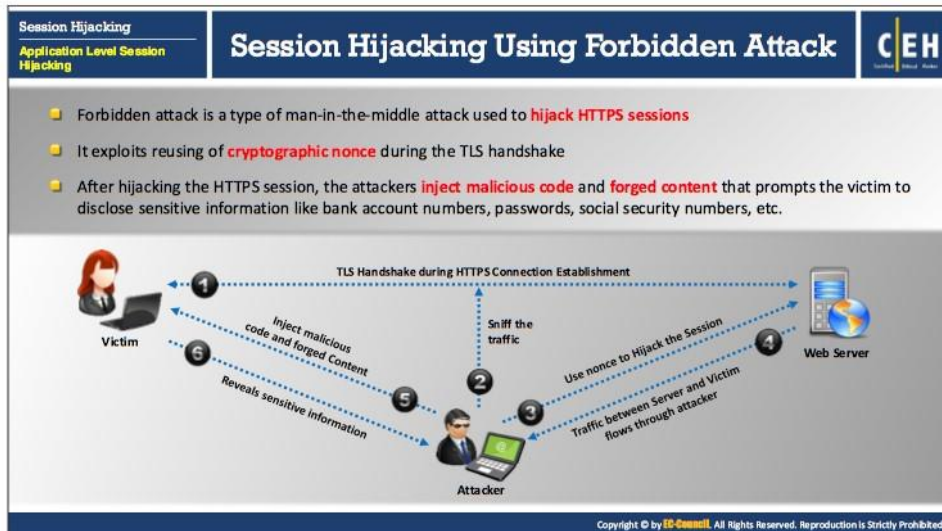 Session Hijacking
Application Level Session
Hijacking
Session Hijacking Using Forbidden Attack
C|EH
Certified Ethical Hacker
Forbidden attack is a type of man-in-the-middle attack used to hijack HTTPS sessions
It exploits reusing of cryptographic nonce during the TLS handshake
After hijacking the HTTPS session, the attackers inject malicious code and forged content that prompts the victim to
disclose sensitive information like bank account numbers, passwords, social security numbers, etc.
1
TLS Handshake during HTTPS Connection Establishment
Victim
Web Server
Inject malicious
code and forged Content
Sniff the
traffic
Use nonce to Hijack the Session
4
6
2
Reveals sensitive information
5
3
Traffic between Server and Victim
flows through attacker
Attacker
Copyright © by EC-Council. All Rights Reserved. Reproduction is Strictly Prohibited.